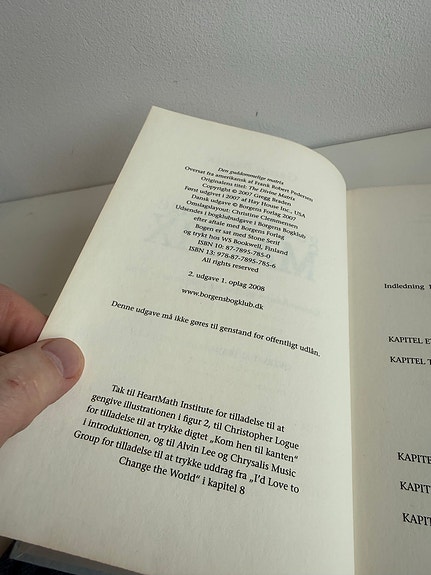 Den guddommelige matrix
Oversat fra amerikansk af Frank Robert Pedersen
Originalens titel: The Divine Matrix
Copyright © 2007 Gregg Braden
Først udgivet i 2007 af Hay House Inc., USA
Dansk udgave © Borgens Forlag 2007
Omslagslayout: Christine Clemmensen
Udsendes i bogklubudgave i Borgens Bogklub
efter aftale med Borgens Forlag
Bogen er sat med Stone Serif
og trykt hos WS Bookwell, Finland
ISBN 10: 87-7895-785-0
ISBN 13: 978-87-7895-785-6
All rights reserved
2. udgave 1. oplag 2008
www.borgensbogklub.dk
Denne udgave må ikke gøres til genstand for offentligt udlån.
Tak til HeartMath Institute for tilladelse til at
gengive illustrationen i figur 2, til Christopher Logue
for tilladelse til at trykke digtet „Kom hen til kanten“
i introduktionen, og til Alvin Lee og Chrysalis Music
Group for tilladelse til at trykke uddrag fra „I'd Love to
Change the World“ i kapitel 8
Indledning
KAPITEL
KAPITEL
KAPITEL
KAPITEL